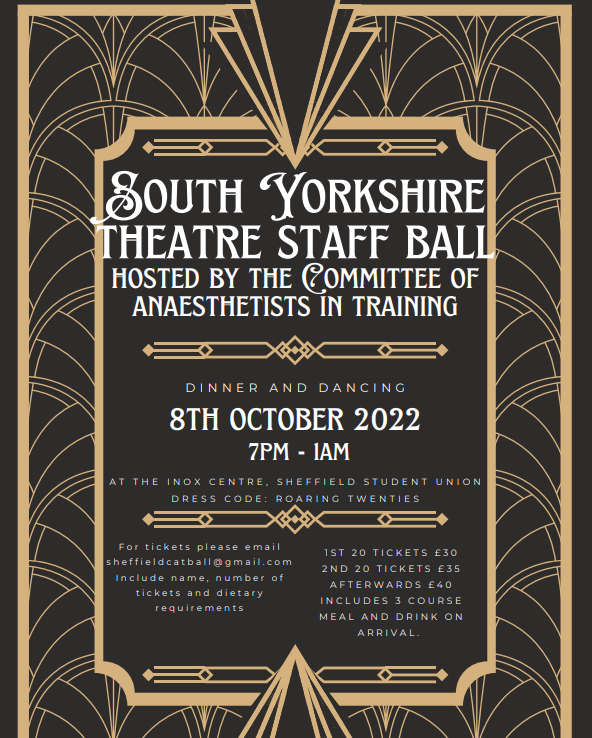 South Yorkshire
Theatre Staff Ball
Hosted by the Committee of
Anaesthetists in Training
DINNER AND DANCING
8th October 2022
7pm - 1am
AT THE INOX CENTRE, SHEFFIELD STUDENT UNION
DRESS CODE: ROARING TWENTIES
For tickets please email
sheffieldcatball@gmail.com
Include name, number of
tickets and dietary
requirements
1ST 20 TICKETS £30
2ND 20 TICKETS £35
AFTERWARDS £40
INCLUDES 3 COURSE
MEAL AND DRINK ON
ARRIVAL.